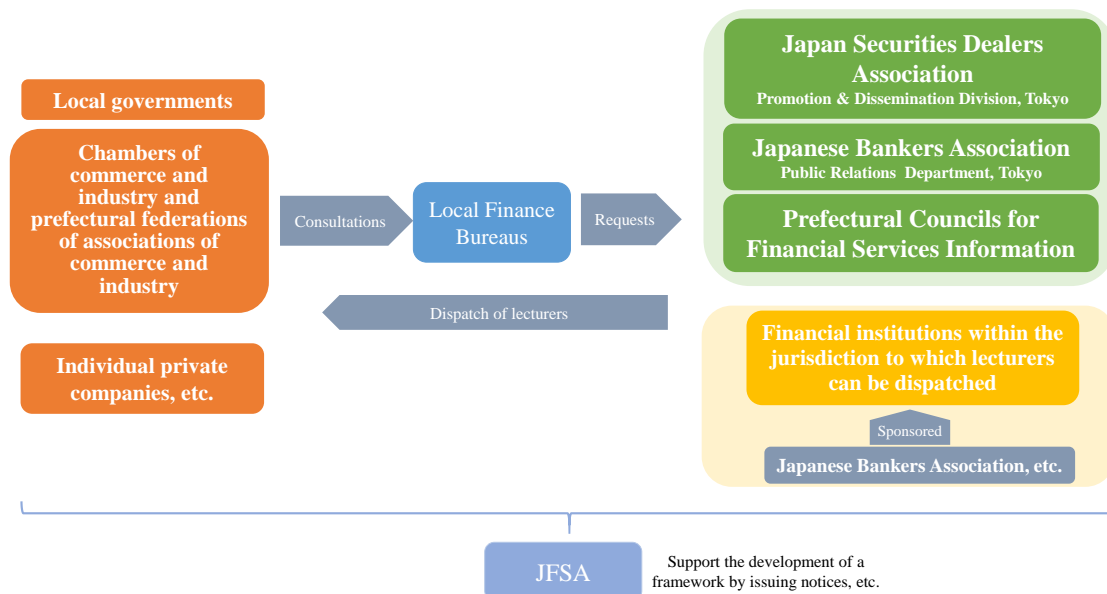 Local governments
Chambers of
commerce and
industry and
prefectural federations
of associations of
commerce and
industry
Individual private
companies, etc.
Consultations
Local Finance
Bureaus
Requests
Dispatch of lecturers
Japan Securities Dealers
Association
Promotion & Dissemination Division, Tokyo
Japanese Bankers Association
Public Relations Department, Tokyo
Prefectural Councils for
Financial Services Information
Financial institutions within the
jurisdiction to which lecturers
can be dispatched
Sponsored
Japanese Bankers Association, etc.
JFSA
Support the development of a
framework by issuing notices, etc.